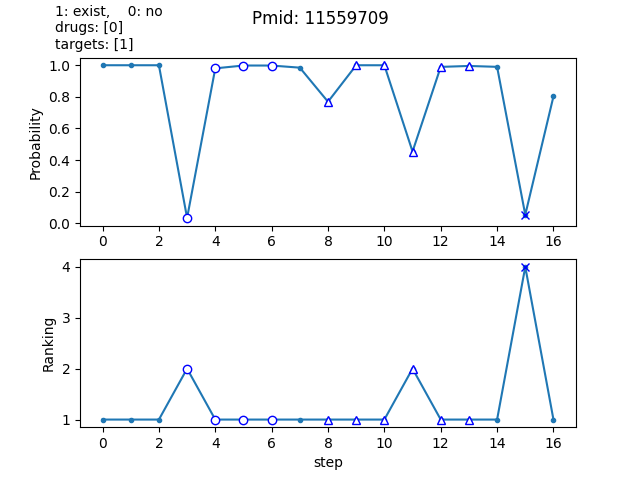 1: exist,    0: no
drugs: [0]
targets: [1]
Pmid: 11559709
Probability
1.0
0.8
0.6
0.4
0.2
0.0
0 2 4 6 8 10 12 14 16
Ranking
4
3
2
1
0 2 4 6 8 10 12 14 16
step